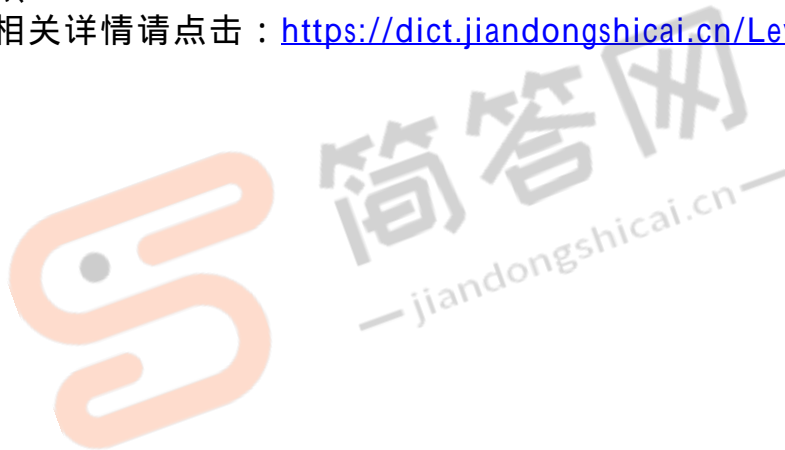 相关详情请点击：https://dict.jiandongshicai.cn/Le
简答网
— jiandongshicai.cn —